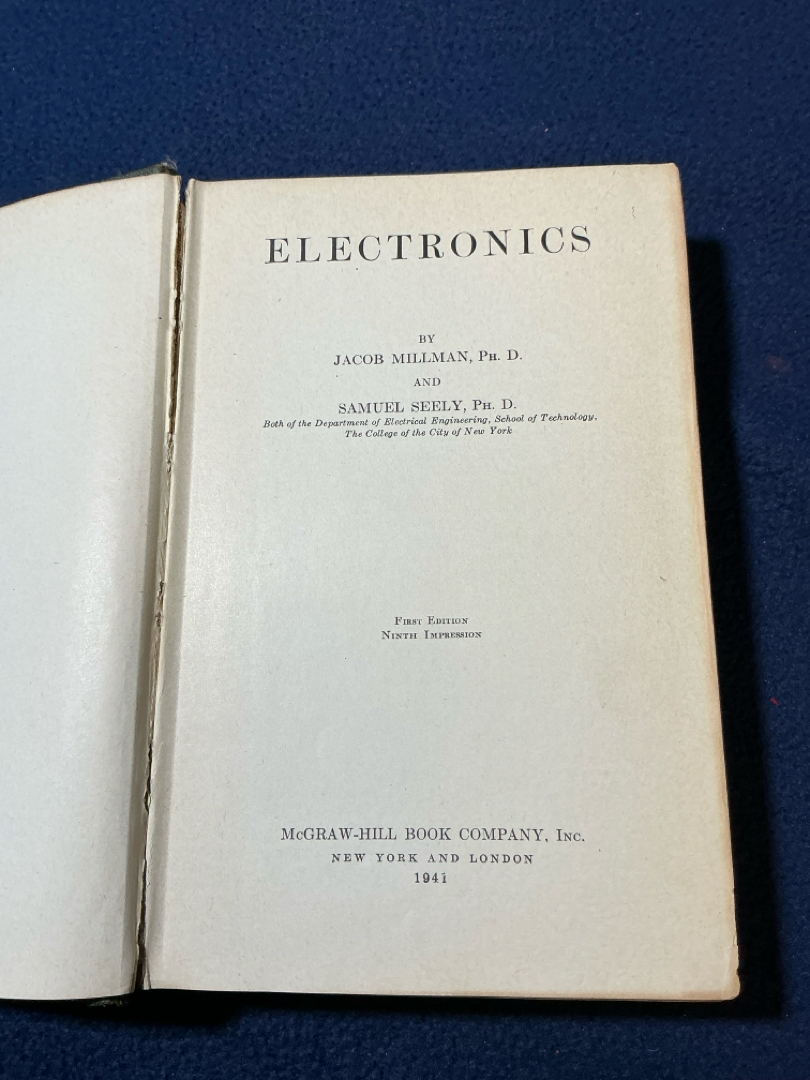 ELECTRONICS
BY
JACOB MILLMAN, Ph. D.
AND
SAMUEL SEELY, Ph. D.
Both of the Department of Electrical Engineering, School of Technology,
The College of the City of New York
First Edition
Ninth Impression
McGRAW-HILL BOOK COMPANY, Inc.
NEW YORK AND LONDON
1941